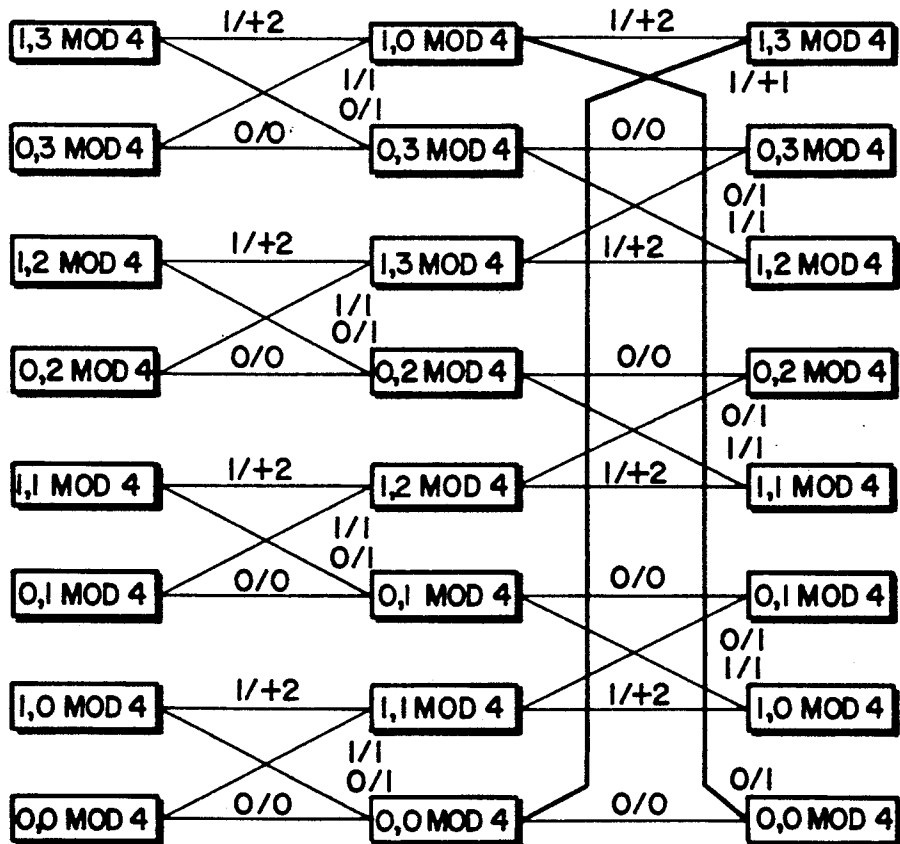 1,3 MOD 4 1/+2 1,0 MOD 4 1/+2 1,3 MOD 4
1/1 1/+1
0/1
0,3 MOD 4 0/0 0,3 MOD 4 0/0 0,3 MOD 4
0/1
1/1
1,2 MOD 4 1/+2 1,3 MOD 4 1/+2 1,2 MOD 4
1/1
0/1
0,2 MOD 4 0/0 0,2 MOD 4 0/0 0,2 MOD 4
0/1
1/1
1,1 MOD 4 1/+2 1,2 MOD 4 1/+2 1,1 MOD 4
1/1
0/1
0,1 MOD 4 0/0 0,1 MOD 4 0/0 0,1 MOD 4
0/1
1/1
1,0 MOD 4 1/+2 1,1 MOD 4 1/+2 1,0 MOD 4
1/1
0/1 0/1
0,0 MOD 4 0/0 0,0 MOD 4 0/0 0,0 MOD 4